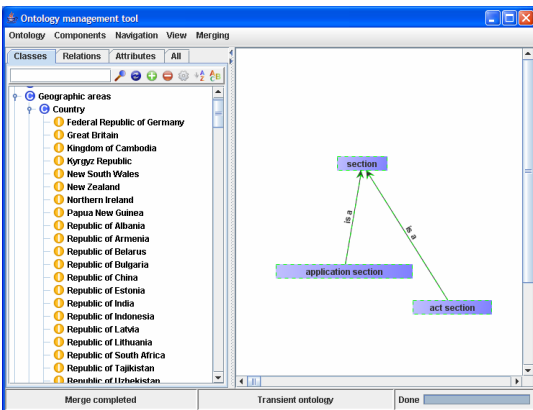 Ontology management tool
Ontology Components Navigation View Merging
Classes Relations Attributes All
Geographic areas
Country
Federal Republic of Germany
Great Britain
Kingdom of Cambodia
Kyrgyz Republic
New South Wales
New Zealand
Northern Ireland
Papua New Guinea
Republic of Albania
Republic of Armenia
Republic of Belarus
Republic of Bulgaria
Republic of China
Republic of Estonia
Republic of India
Republic of Indonesia
Republic of Latvia
Republic of Lithuania
Republic of South Africa
Republic of Tajikistan
Republic of Uzbekistan
section
is a
is a
application section
act section
Merge completed
Transient ontology
Done